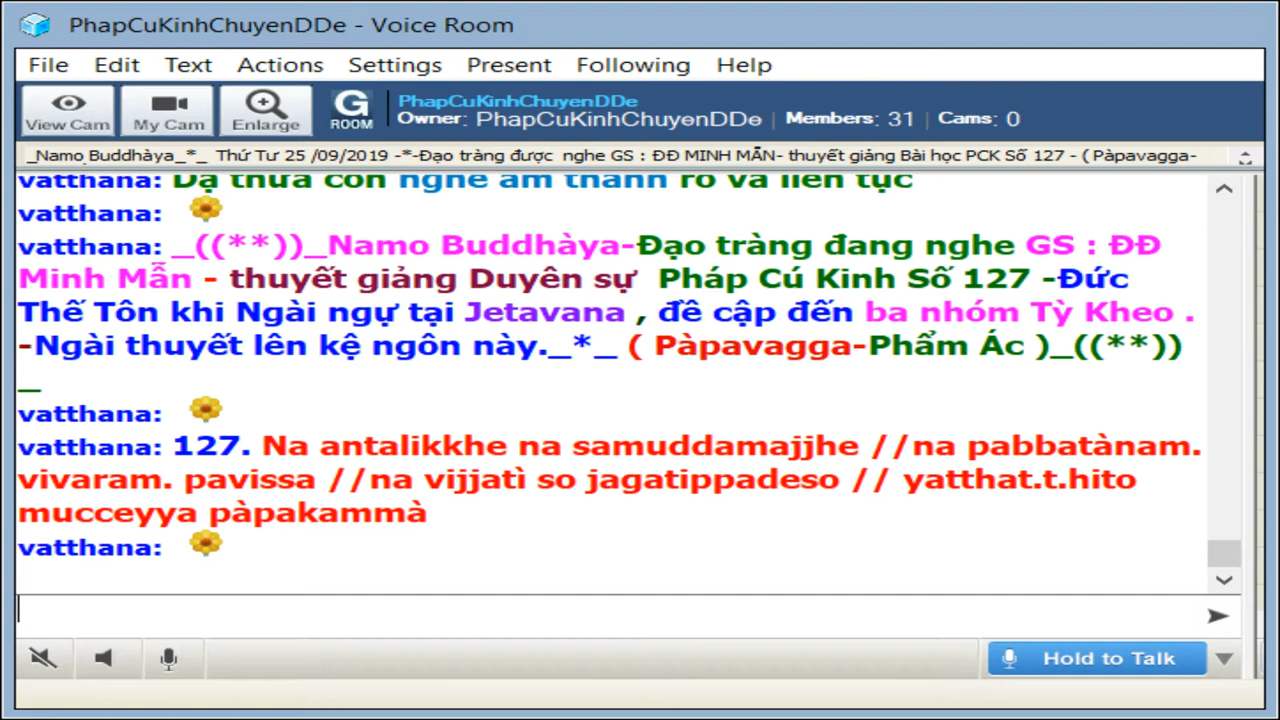 PhapCuKinhChuyenDDe - Voice Room
File Edit Text Actions Settings Present Following Help
View Cam My Cam Enlarge G ROOM
PhapCuKinhChuyenDDe
Owner: PhapCuKinhChuyenDDe | Members: 31 | Cams: 0
_Namo Buddhàya_*_ Thứ Tư 25 /09/2019 -*-Đạo tràng được nghe GS : ĐĐ MINH MẪN- thuyết giảng Bài học PCK Số 127 - ( Pàpavagga-
vatthana: Dạ thưa con nghe âm thanh rõ và liên tục
vatthana:
vatthana: _((**))_Namo Buddhàya-Đạo tràng đang nghe GS : ĐĐ
Minh Mẫn - thuyết giảng Duyên sự Pháp Cú Kinh Số 127 -Đức
Thế Tôn khi Ngài ngự tại Jetavana , đề cập đến ba nhóm Tỳ Kheo .
-Ngài thuyết lên kệ ngôn này._*_ ( Pàpavagga-Phẩm Ác )_((**))
_
vatthana:
vatthana: 127. Na antalikkhe na samuddamajjhe //na pabbatànam.
vivaram. pavissa //na vijjatì so jagatippadeso // yatthat.t.hito
mucceyya pàpakammà
vatthana:
Hold to Talk